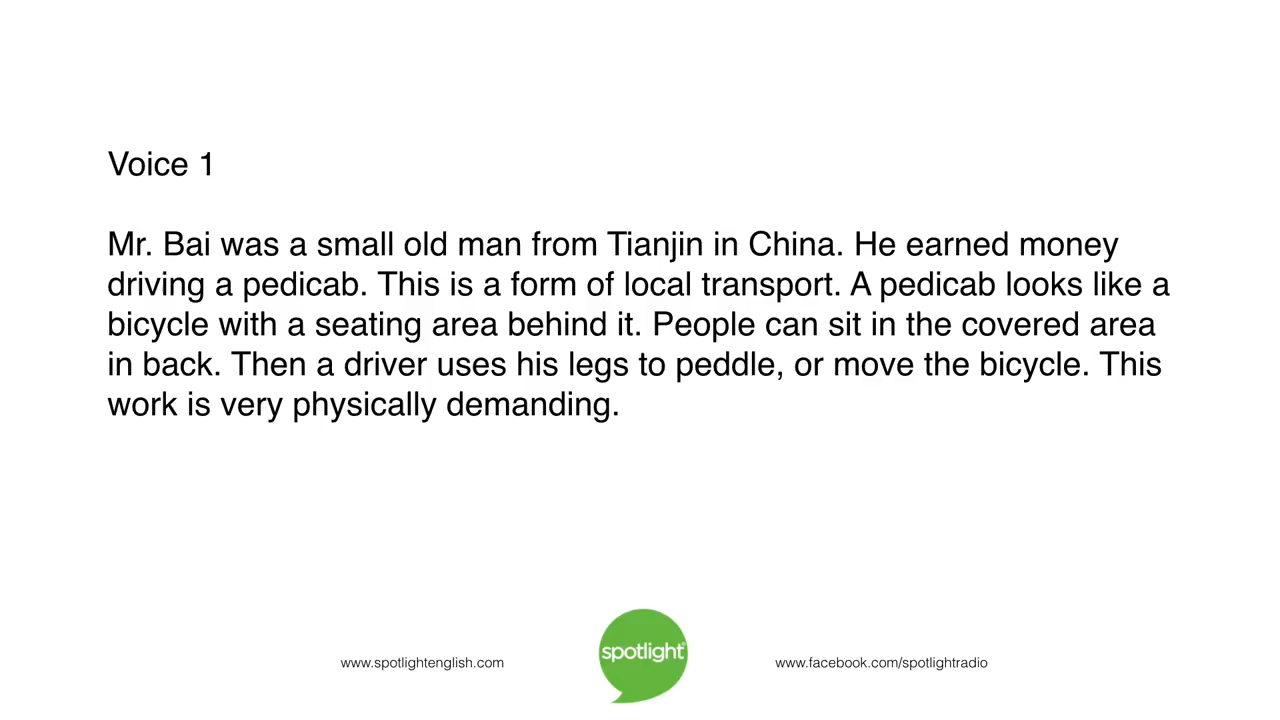 Voice 1
Mr. Bai was a small old man from Tianjin in China. He earned money
driving a pedicab. This is a form of local transport. A pedicab looks like a
bicycle with a seating area behind it. People can sit in the covered area
in back. Then a driver uses his legs to peddle, or move the bicycle. This
work is very physically demanding.
www.spotlightenglish.com
spotlight®
www.facebook.com/spotlightradio